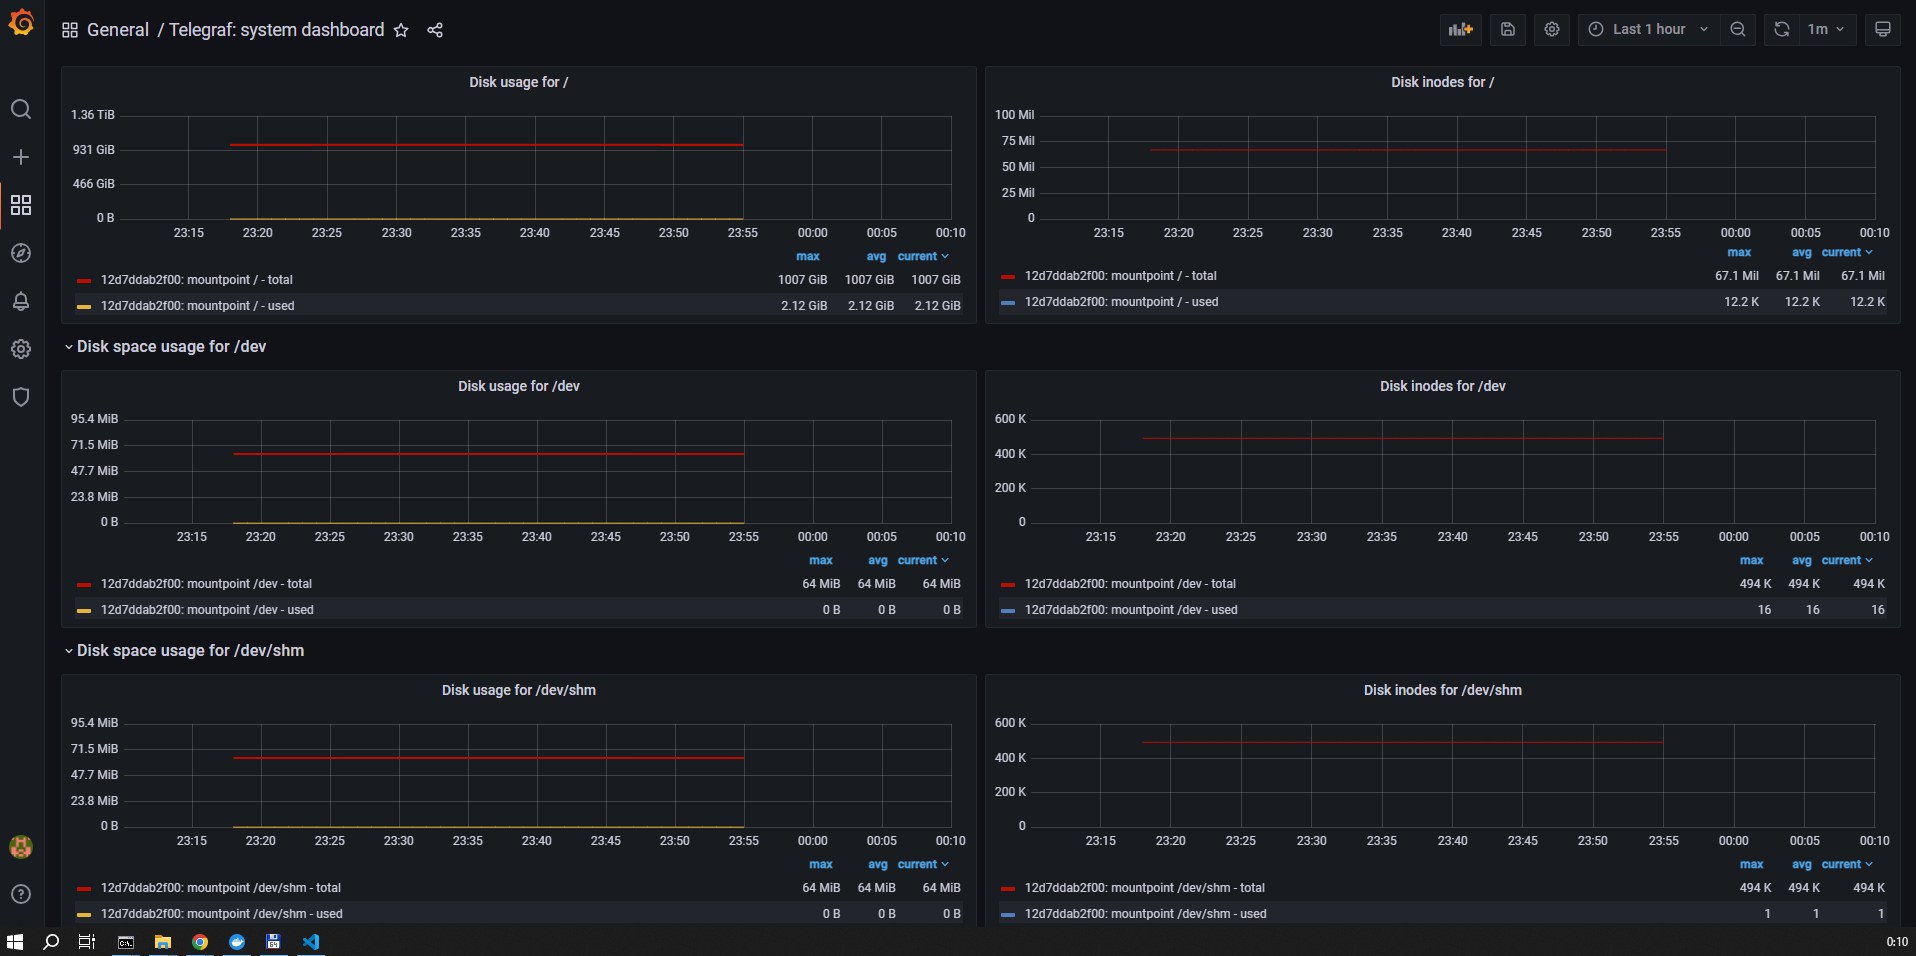 General / Telegraf: system dashboard
Last 1 hour
1m
Disk usage for /
1.36 TiB
931 GiB
466 GiB
0 B
23:15 23:20 23:25 23:30 23:35 23:40 23:45 23:50 23:55 00:00 00:05 00:10
max avg current
12d7ddab2f00: mountpoint / - total 1007 GiB 1007 GiB 1007 GiB
12d7ddab2f00: mountpoint / - used 2.12 GiB 2.12 GiB 2.12 GiB
Disk inodes for /
100 Mil
75 Mil
50 Mil
25 Mil
0
23:15 23:20 23:25 23:30 23:35 23:40 23:45 23:50 23:55 00:00 00:05 00:10
max avg current
12d7ddab2f00: mountpoint / - total 67.1 Mil 67.1 Mil 67.1 Mil
12d7ddab2f00: mountpoint / - used 12.2 K 12.2 K 12.2 K
Disk space usage for /dev
Disk usage for /dev
95.4 MiB
71.5 MiB
47.7 MiB
23.8 MiB
0 B
23:15 23:20 23:25 23:30 23:35 23:40 23:45 23:50 23:55 00:00 00:05 00:10
max avg current
12d7ddab2f00: mountpoint /dev - total 64 MiB 64 MiB 64 MiB
12d7ddab2f00: mountpoint /dev - used 0 B 0 B 0 B
Disk inodes for /dev
600 K
400 K
200 K
0
23:15 23:20 23:25 23:30 23:35 23:40 23:45 23:50 23:55 00:00 00:05 00:10
max avg current
12d7ddab2f00: mountpoint /dev - total 494 K 494 K 494 K
12d7ddab2f00: mountpoint /dev - used 16 16 16
Disk space usage for /dev/shm
Disk usage for /dev/shm
95.4 MiB
71.5 MiB
47.7 MiB
23.8 MiB
0 B
23:15 23:20 23:25 23:30 23:35 23:40 23:45 23:50 23:55 00:00 00:05 00:10
max avg current
12d7ddab2f00: mountpoint /dev/shm - total 64 MiB 64 MiB 64 MiB
12d7ddab2f00: mountpoint /dev/shm - used 0 B 0 B 0 B
Disk inodes for /dev/shm
600 K
400 K
200 K
0
23:15 23:20 23:25 23:30 23:35 23:40 23:45 23:50 23:55 00:00 00:05 00:10
max avg current
12d7ddab2f00: mountpoint /dev/shm - total 494 K 494 K 494 K
12d7ddab2f00: mountpoint /dev/shm - used 1 1 1
C:\.
64
0:10